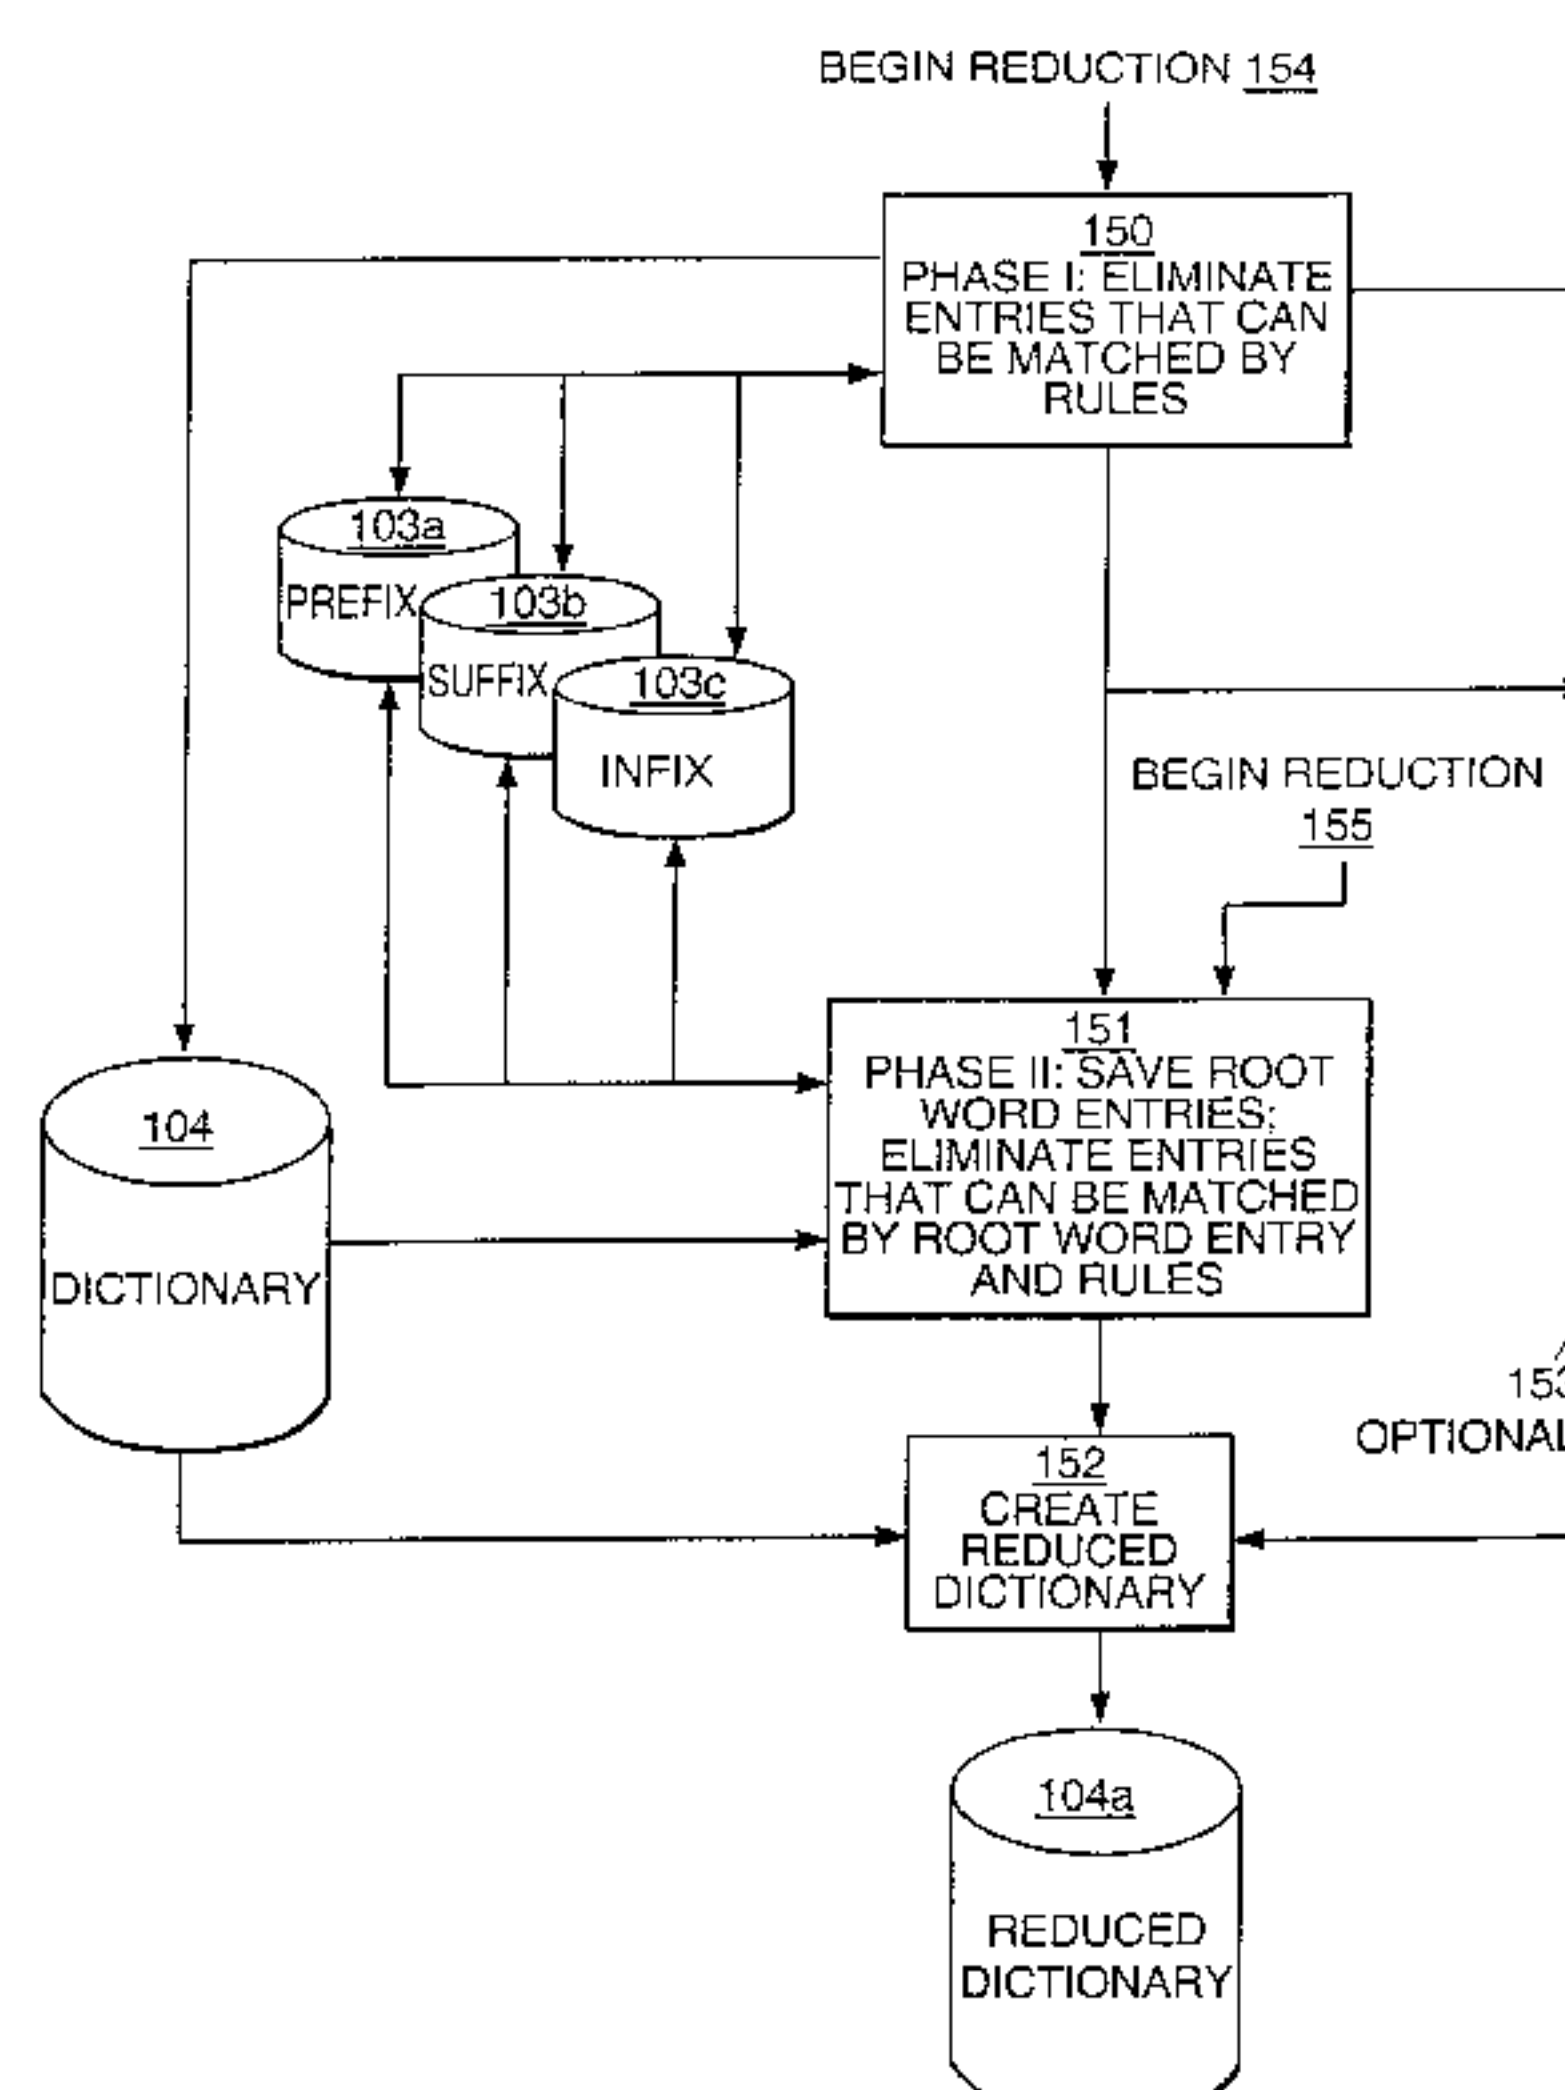 BEGIN REDUCTION 154
150
PHASE I: ELIMINATE
ENTRIES THAT CAN
BE MATCHED BY
RULES
103a
PREFIX
103b
SUFFIX
103c
INFIX
BEGIN REDUCTION
155
151
PHASE II: SAVE ROOT
WORD ENTRIES;
ELIMINATE ENTRIES
THAT CAN BE MATCHED
BY ROOT WORD ENTRY
AND RULES
104
DICTIONARY
153
OPTIONAL
152
CREATE
REDUCED
DICTIONARY
104a
REDUCED
DICTIONARY